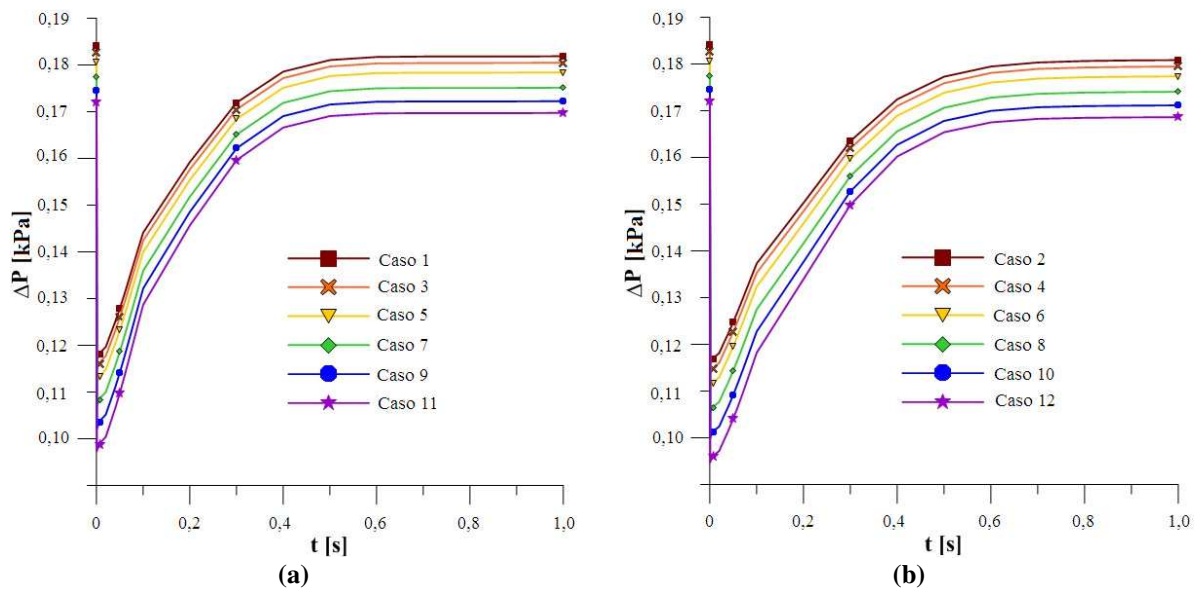 0,19
0,18
0,17
0,16
0,15
0,14
0,13
0,12
0,11
0,10
ΔP [kPa]
Caso 1
Caso 3
Caso 5
Caso 7
Caso 9
Caso 11
0
0,2
0,4
0,6
0,8
1,0
t [s]
(a)
0,19
0,18
0,17
0,16
0,15
0,14
0,13
0,12
0,11
0,10
ΔP [kPa]
Caso 2
Caso 4
Caso 6
Caso 8
Caso 10
Caso 12
0
0,2
0,4
0,6
0,8
1,0
t [s]
(b)